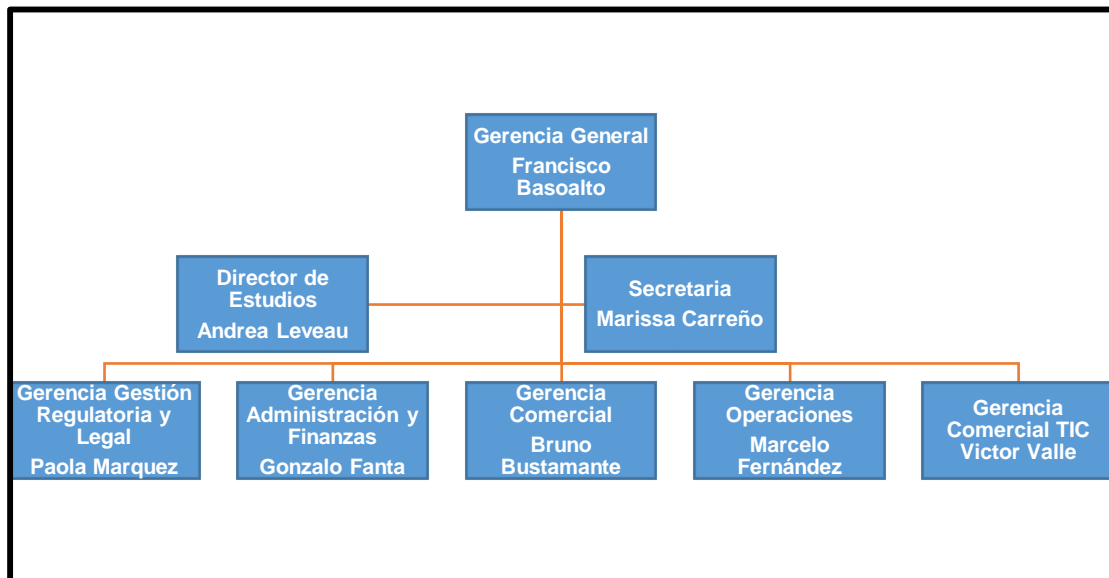 Gerencia General
Francisco
Basoalto
Director de
Estudios
Andrea Leveau
Secretaria
Marissa Carreño
Gerencia Gestión
Regulatoria y
Legal
Paola Marquez
Gerencia
Administración y
Finanzas
Gonzalo Fanta
Gerencia
Comercial
Bruno
Bustamante
Gerencia
Operaciones
Marcelo
Fernández
Gerencia
Comercial TIC
Victor Valle